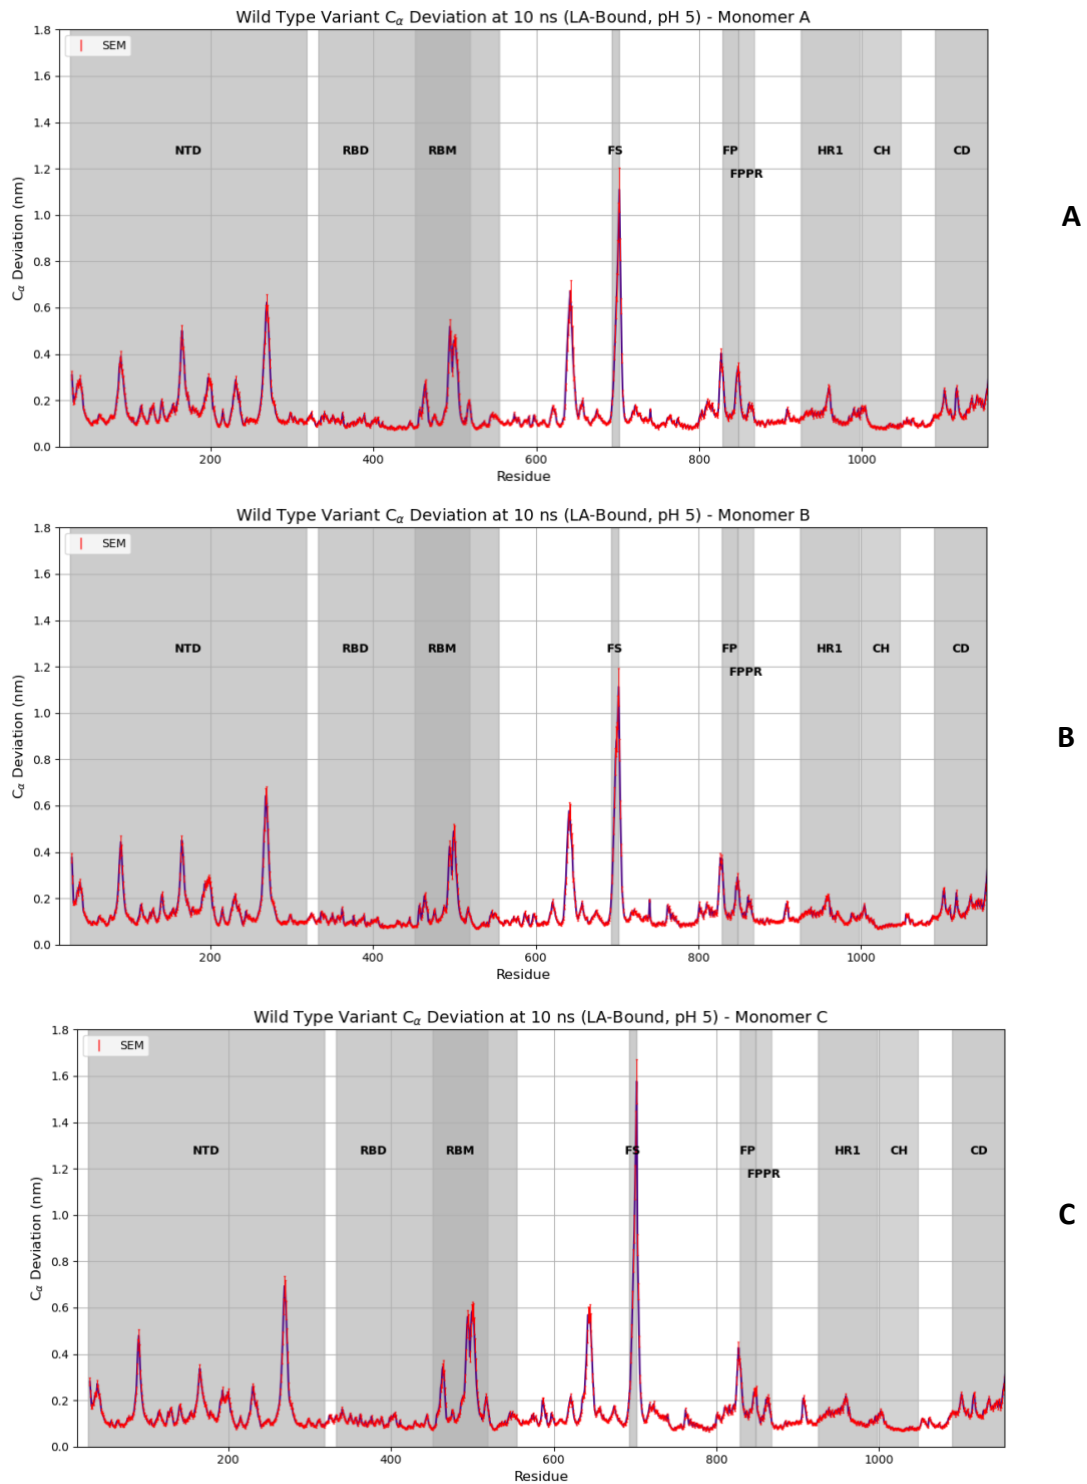 Wild Type Variant Cα Deviation at 10 ns (LA-Bound, pH 5) - Monomer A
SEM
1.8
1.6
1.4
1.2
1.0
0.8
0.6
0.4
0.2
0.0
Cα Deviation (nm)
NTD
RBD
RBM
FS
FP
FPPR
HR1
CH
CD
200
400
600
800
1000
Residue
A
Wild Type Variant Cα Deviation at 10 ns (LA-Bound, pH 5) - Monomer B
SEM
1.8
1.6
1.4
1.2
1.0
0.8
0.6
0.4
0.2
0.0
Cα Deviation (nm)
NTD
RBD
RBM
FS
FP
FPPR
HR1
CH
CD
200
400
600
800
1000
Residue
B
Wild Type Variant Cα Deviation at 10 ns (LA-Bound, pH 5) - Monomer C
SEM
1.8
1.6
1.4
1.2
1.0
0.8
0.6
0.4
0.2
0.0
Cα Deviation (nm)
NTD
RBD
RBM
FS
FP
FPPR
HR1
CH
CD
200
400
600
800
1000
Residue
C